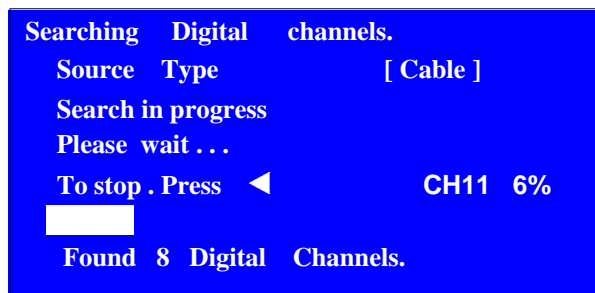 Searching Digital channels.
Source Type [ Cable ]
Search in progress
Please wait . . .
To stop . Press ◀ CH11 6%
Found 8 Digital Channels.